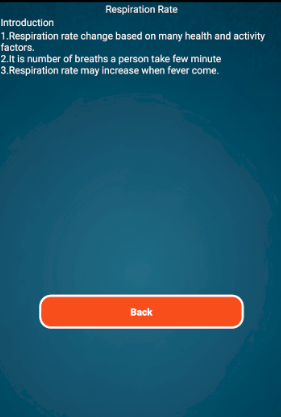 Respiration Rate
Introduction
1.Respiration rate change based on many health and activity
factors.
2.It is number of breaths a person take few minute
3.Respiration rate may increase when fever come.
Back